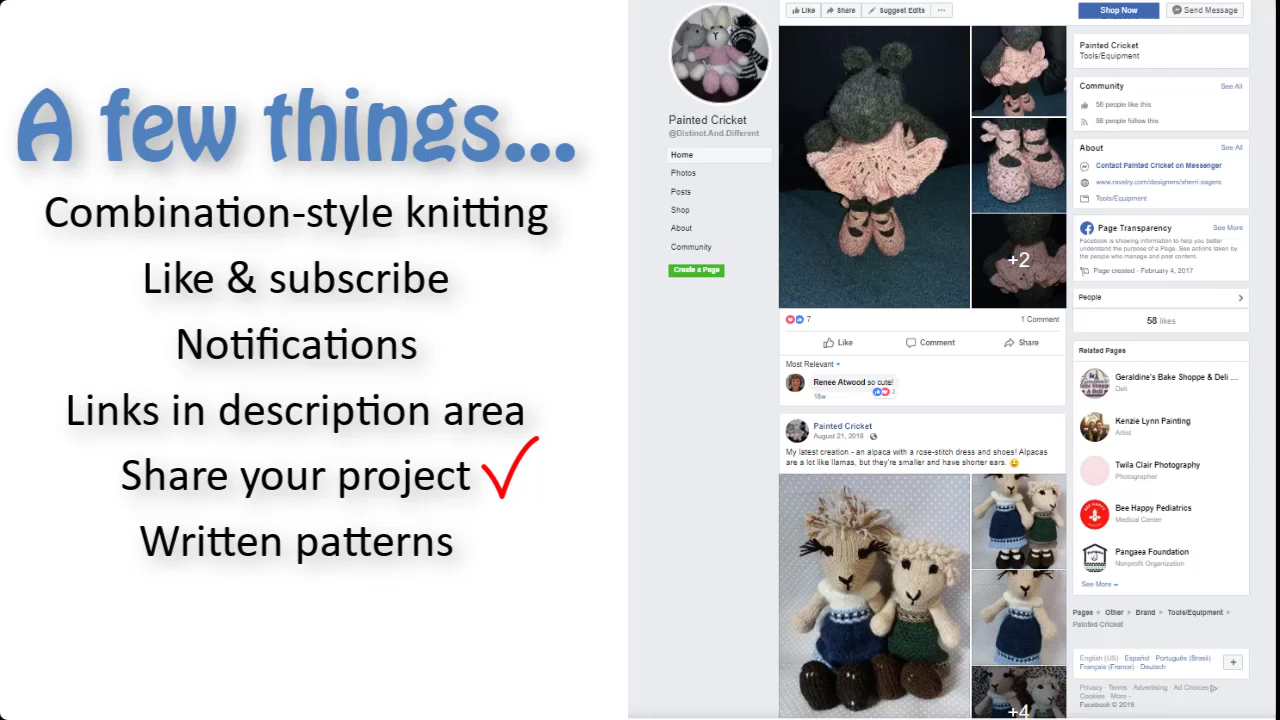 A few things...
Combination-style knitting
Like & subscribe
Notifications
Links in description area
Share your project
Written patterns
Like
Share
Suggest Edits
Shop Now
Send Message
Painted Cricket
@Distinct.And.Different
Home
Photos
Posts
Shop
About
Community
Create a Page
+2
7
1 Comment
Like
Comment
Share
Most Relevant
Renee Atwood so cute!
2
18w
Painted Cricket
August 21, 2018
My latest creation - an alpaca with a rose-stitch dress and shoes! Alpacas
are a lot like llamas, but they're smaller and have shorter ears.
+4
Painted Cricket
Tools/Equipment
Community
See All
56 people like this
56 people follow this
About
See All
Contact Painted Cricket on Messenger
www.ravelry.com/designers/sherri-sagers
Tools/Equipment
Page Transparency
See More
Facebook is showing information to help you better
understand the purpose of a Page. See actions taken by
the people who manage and post content.
Page created - February 4, 2017
People
58 likes
Related Pages
Geraldine's Bake Shoppe & Deli ...
Deli
Kenzie Lynn Painting
Artist
Twila Clair Photography
Photographer
Bee Happy Pediatrics
Medical Center
Pangaea Foundation
Nonprofit Organization
See More
Pages
Other
Brand
Tools/Equipment
Painted Cricket
English (US) · Español · Português (Brasil) ·
Français (France) · Deutsch
Privacy · Terms · Advertising · Ad Choices
Cookies · More
Facebook © 2019